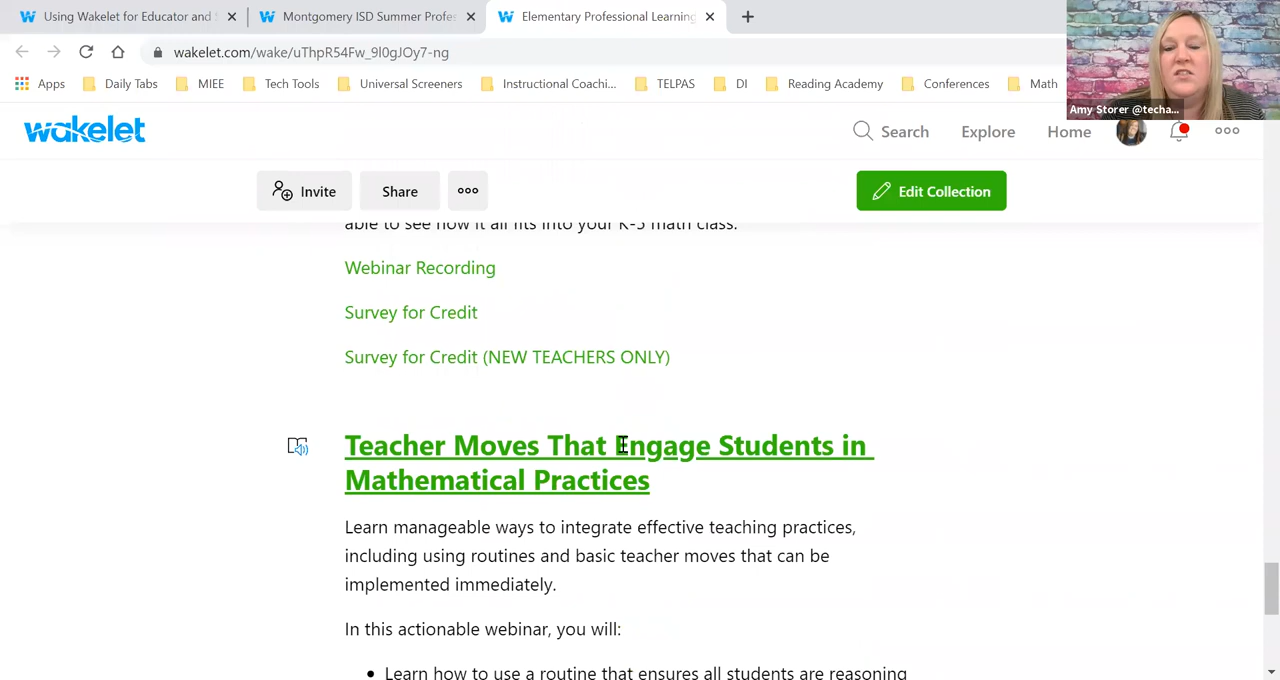 Using Wakelet for Educator and
Montgomery ISD Summer Profes
Elementary Professional Learning
wakelet.com/wake/uThpR54Fw_9l0gJOy7-ng
Apps
Daily Tabs
MIEE
Tech Tools
Universal Screeners
Instructional Coachi...
TELPAS
DI
Reading Academy
Conferences
Math
Amy Storer @techa...
wakelet
Search
Explore
Home
Invite
Share
Edit Collection
able to see how it all fits into your K-5 math class.
Webinar Recording
Survey for Credit
Survey for Credit (NEW TEACHERS ONLY)
Teacher Moves That Engage Students in
Mathematical Practices
Learn manageable ways to integrate effective teaching practices,
including using routines and basic teacher moves that can be
implemented immediately.
In this actionable webinar, you will:
• Learn how to use a routine that ensures all students are reasoning